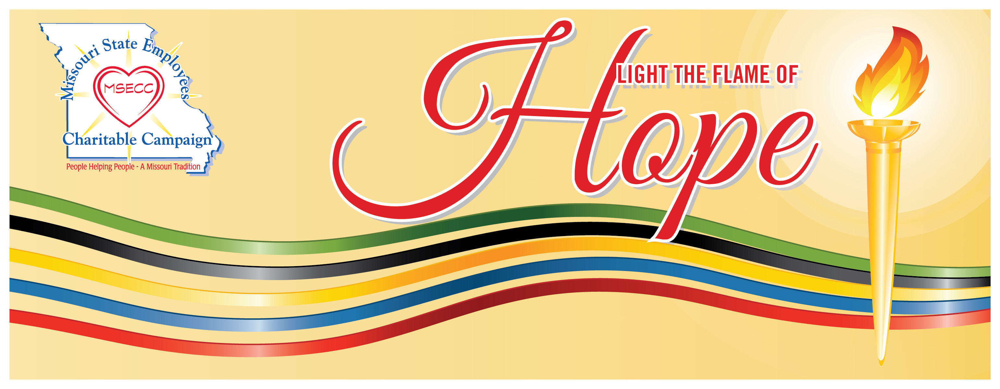 Missouri State Employees
MSECC
Charitable Campaign
People Helping People - A Missouri Tradition
LIGHT THE FLAME OF
Hope